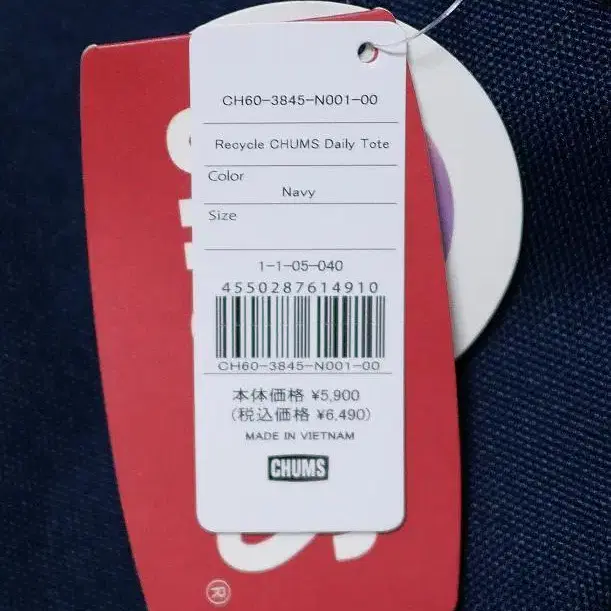 CH60-3845-N001-00
Recycle CHUMS Daily Tote
Color
Navy
Size
1-1-05-040
4550287614910
CH60-3845-N001-00
本体価格 ¥5,900
(税込価格 ¥6,490)
MADE IN VIETNAM
CHUMS